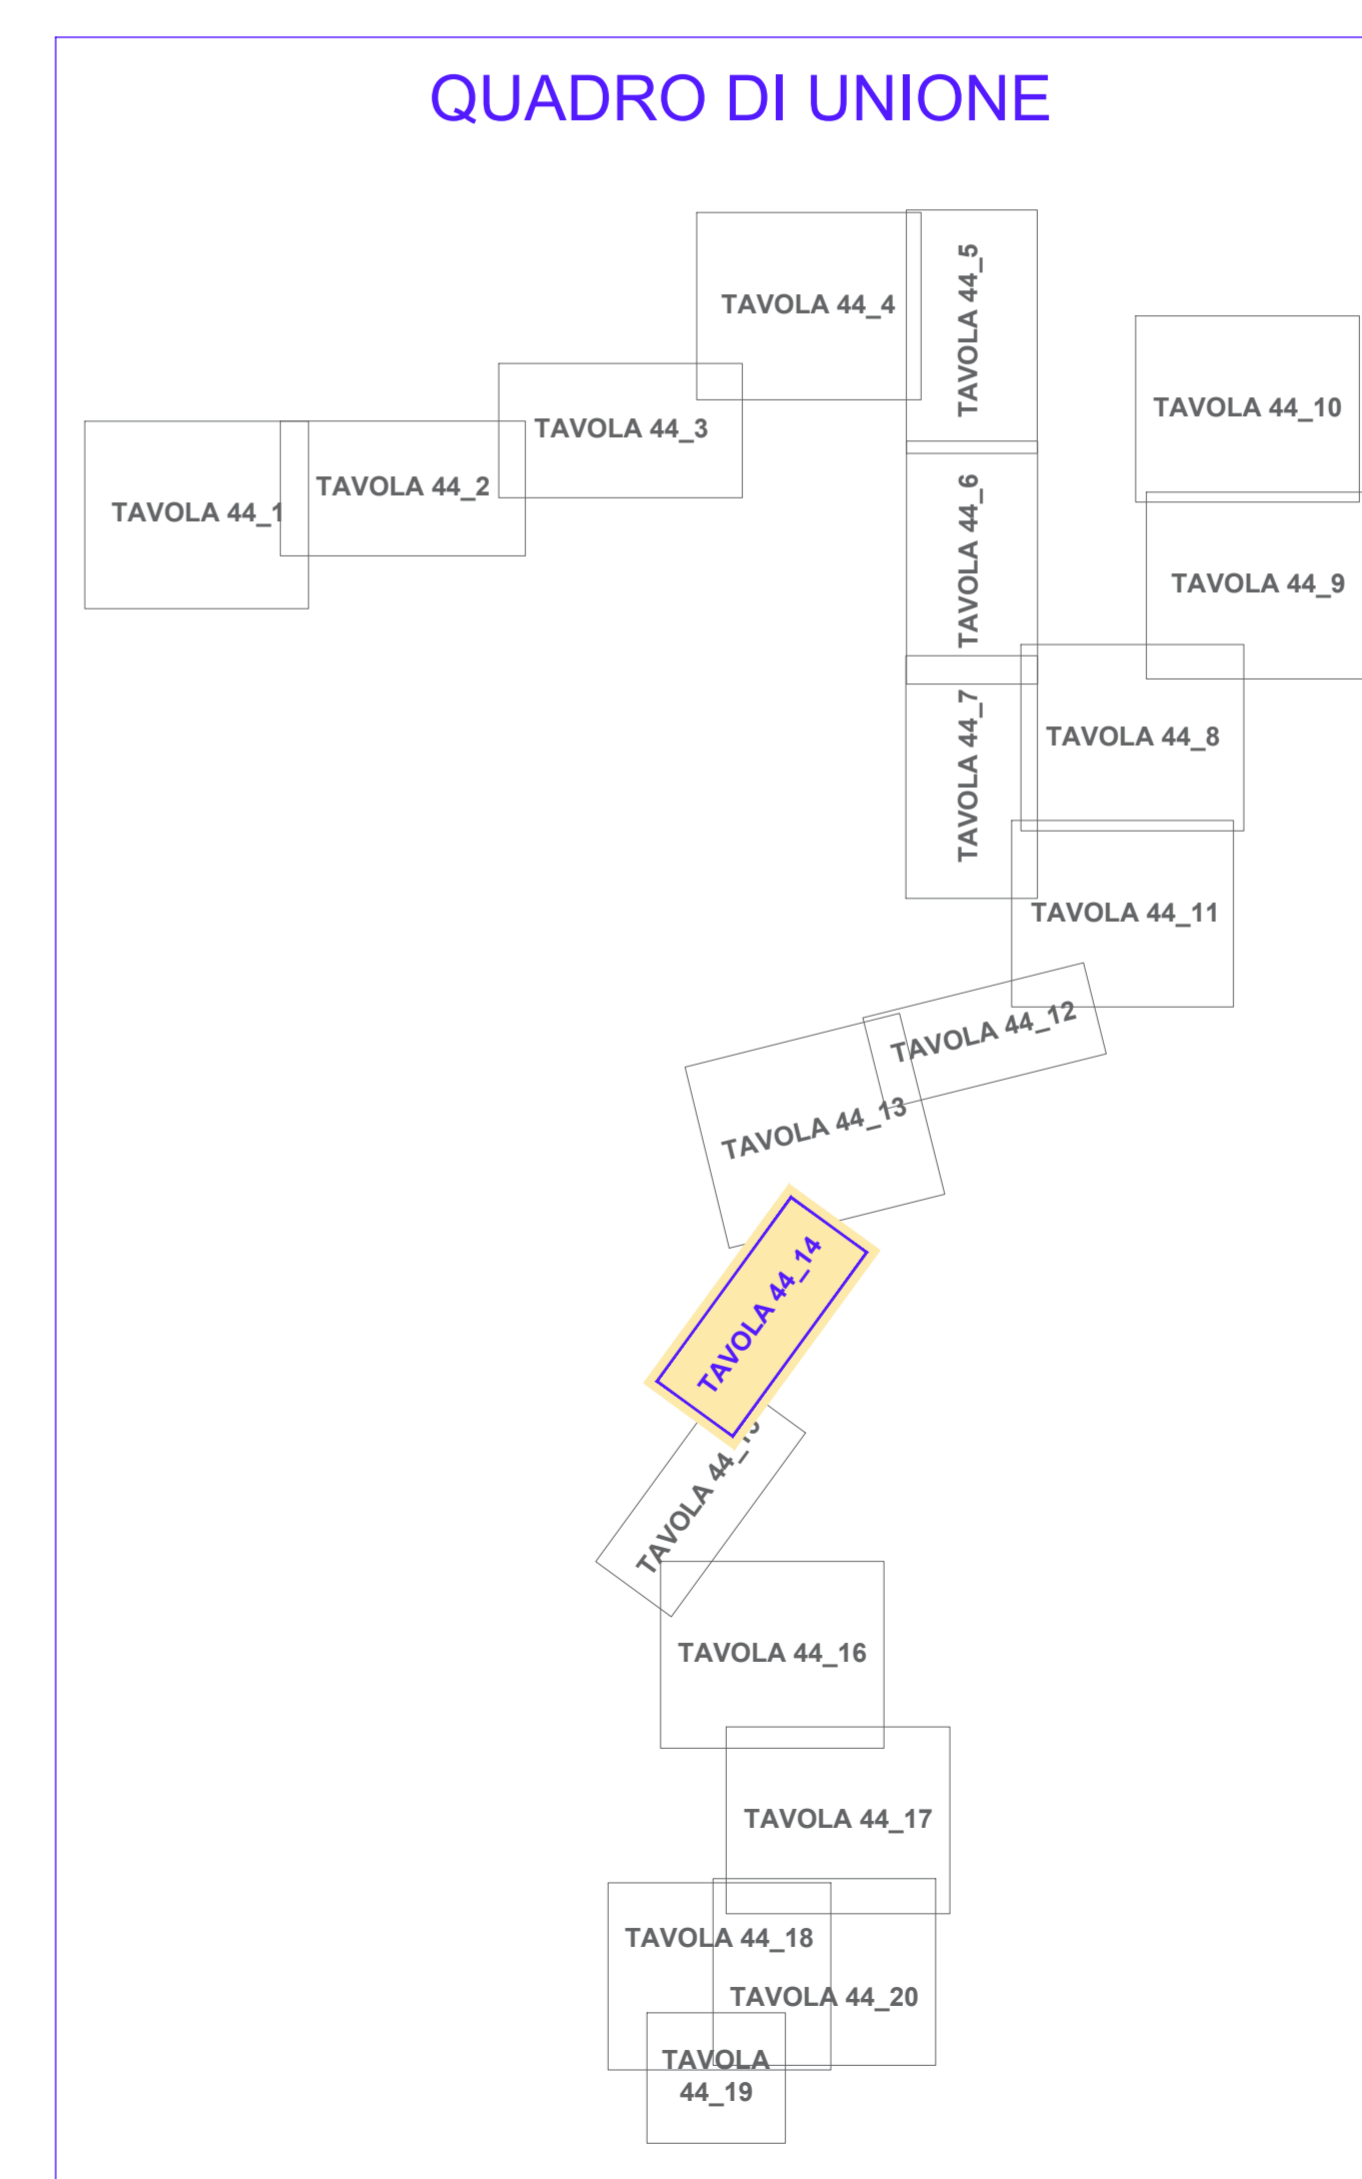 QUADRO DI UNIONE
TAVOLA 44_4
TAVOLA 44_5
TAVOLA 44_10
TAVOLA 44_3
TAVOLA 44_2
TAVOLA 44_1
TAVOLA 44_6
TAVOLA 44_9
TAVOLA 44_7
TAVOLA 44_8
TAVOLA 44_11
TAVOLA 44_12
TAVOLA 44_13
TAVOLA 44_14
TAVOLA
TAVOLA 44_16
TAVOLA 44_17
TAVOLA 44_18
TAVOLA 44_20
TAVOLA
44_19